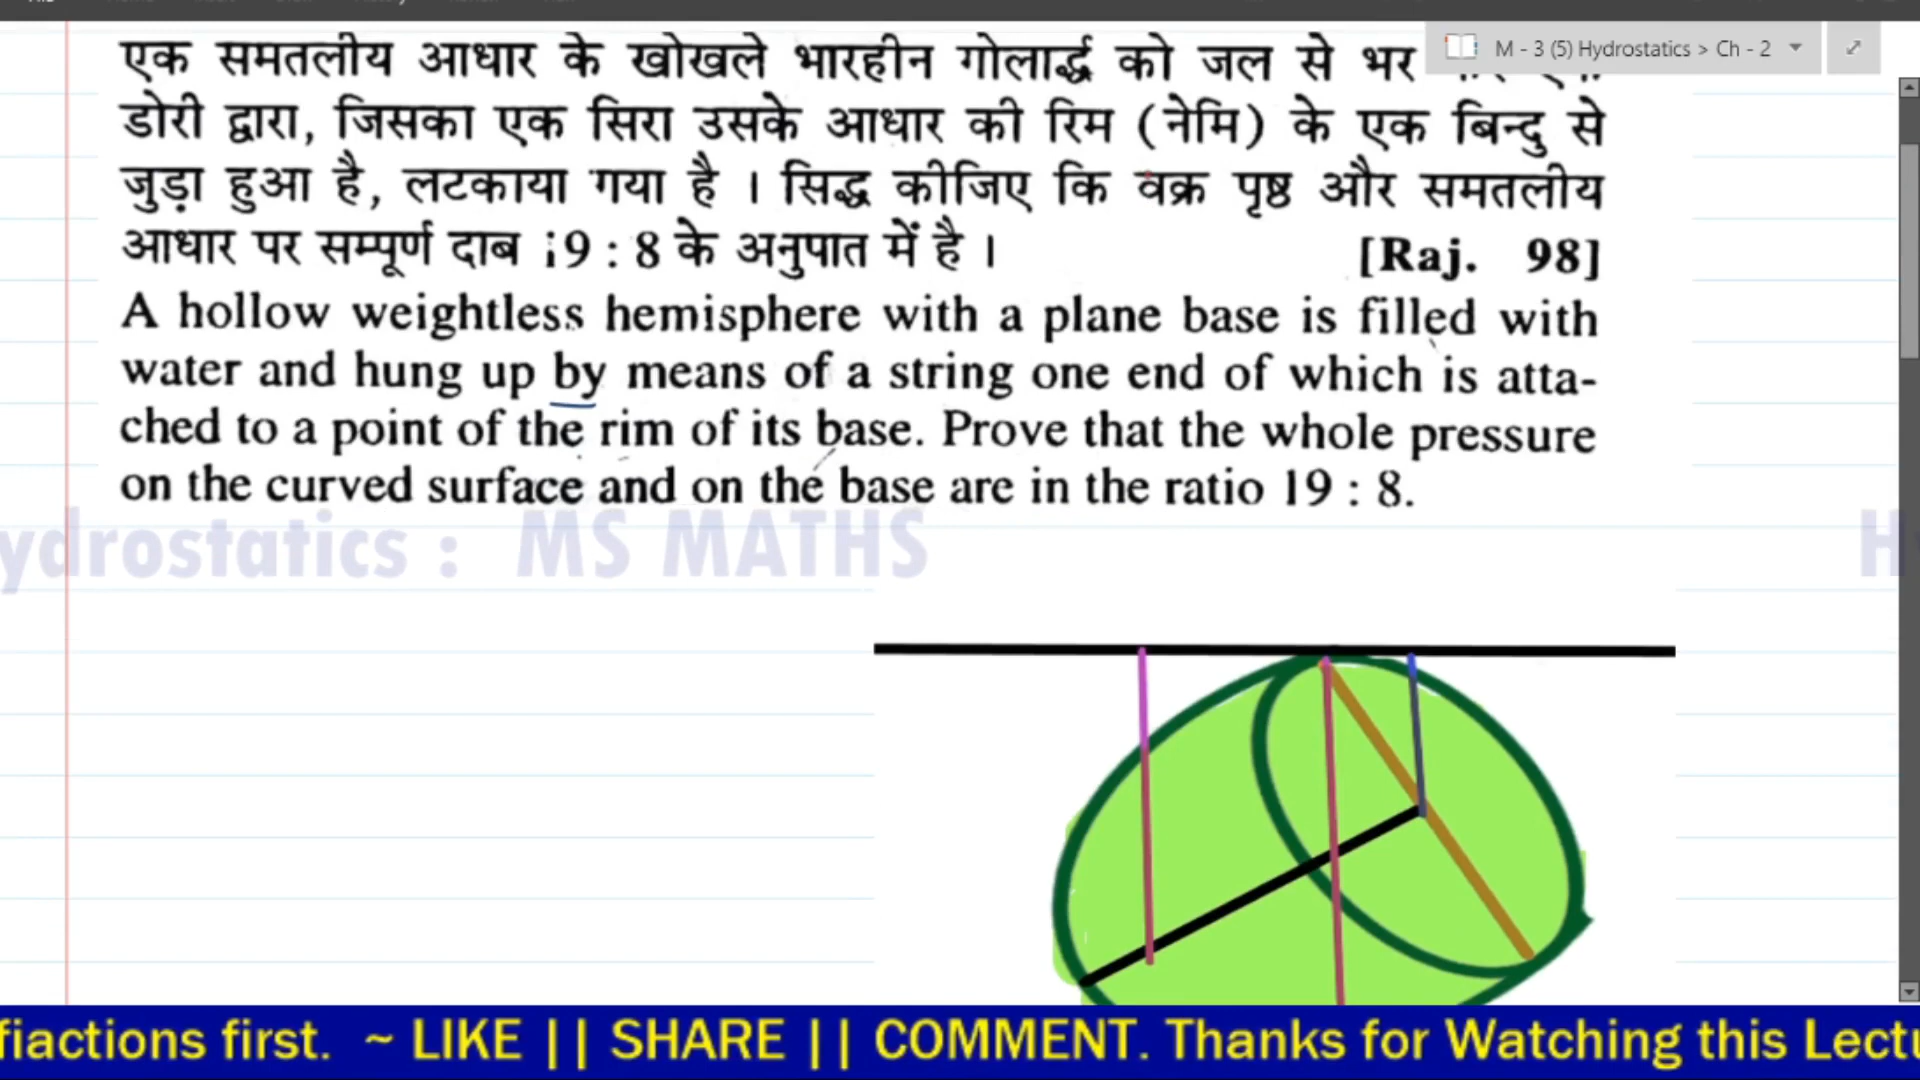 एक समतलीय आधार के खोखले भारहीन गोलार्द्ध को जल से भर
M - 3 (5) Hydrostatics > Ch - 2
डोरी द्वारा, जिसका एक सिरा उसके आधार की रिम (नेमि) के एक बिन्दु से
जुड़ा हुआ है, लटकाया गया है । सिद्ध कीजिए कि वक्र पृष्ठ और समतलीय
आधार पर सम्पूर्ण दाब 19 : 8 के अनुपात में है ।
[Raj. 98]
A hollow weightless hemisphere with a plane base is filled with
water and hung up by means of a string one end of which is atta-
ched to a point of the rim of its base. Prove that the whole pressure
on the curved surface and on the base are in the ratio 19 : 8.
ydrostatics : MS MATHS H
fiactions first. ~ LIKE || SHARE || COMMENT. Thanks for Watching this Lectu